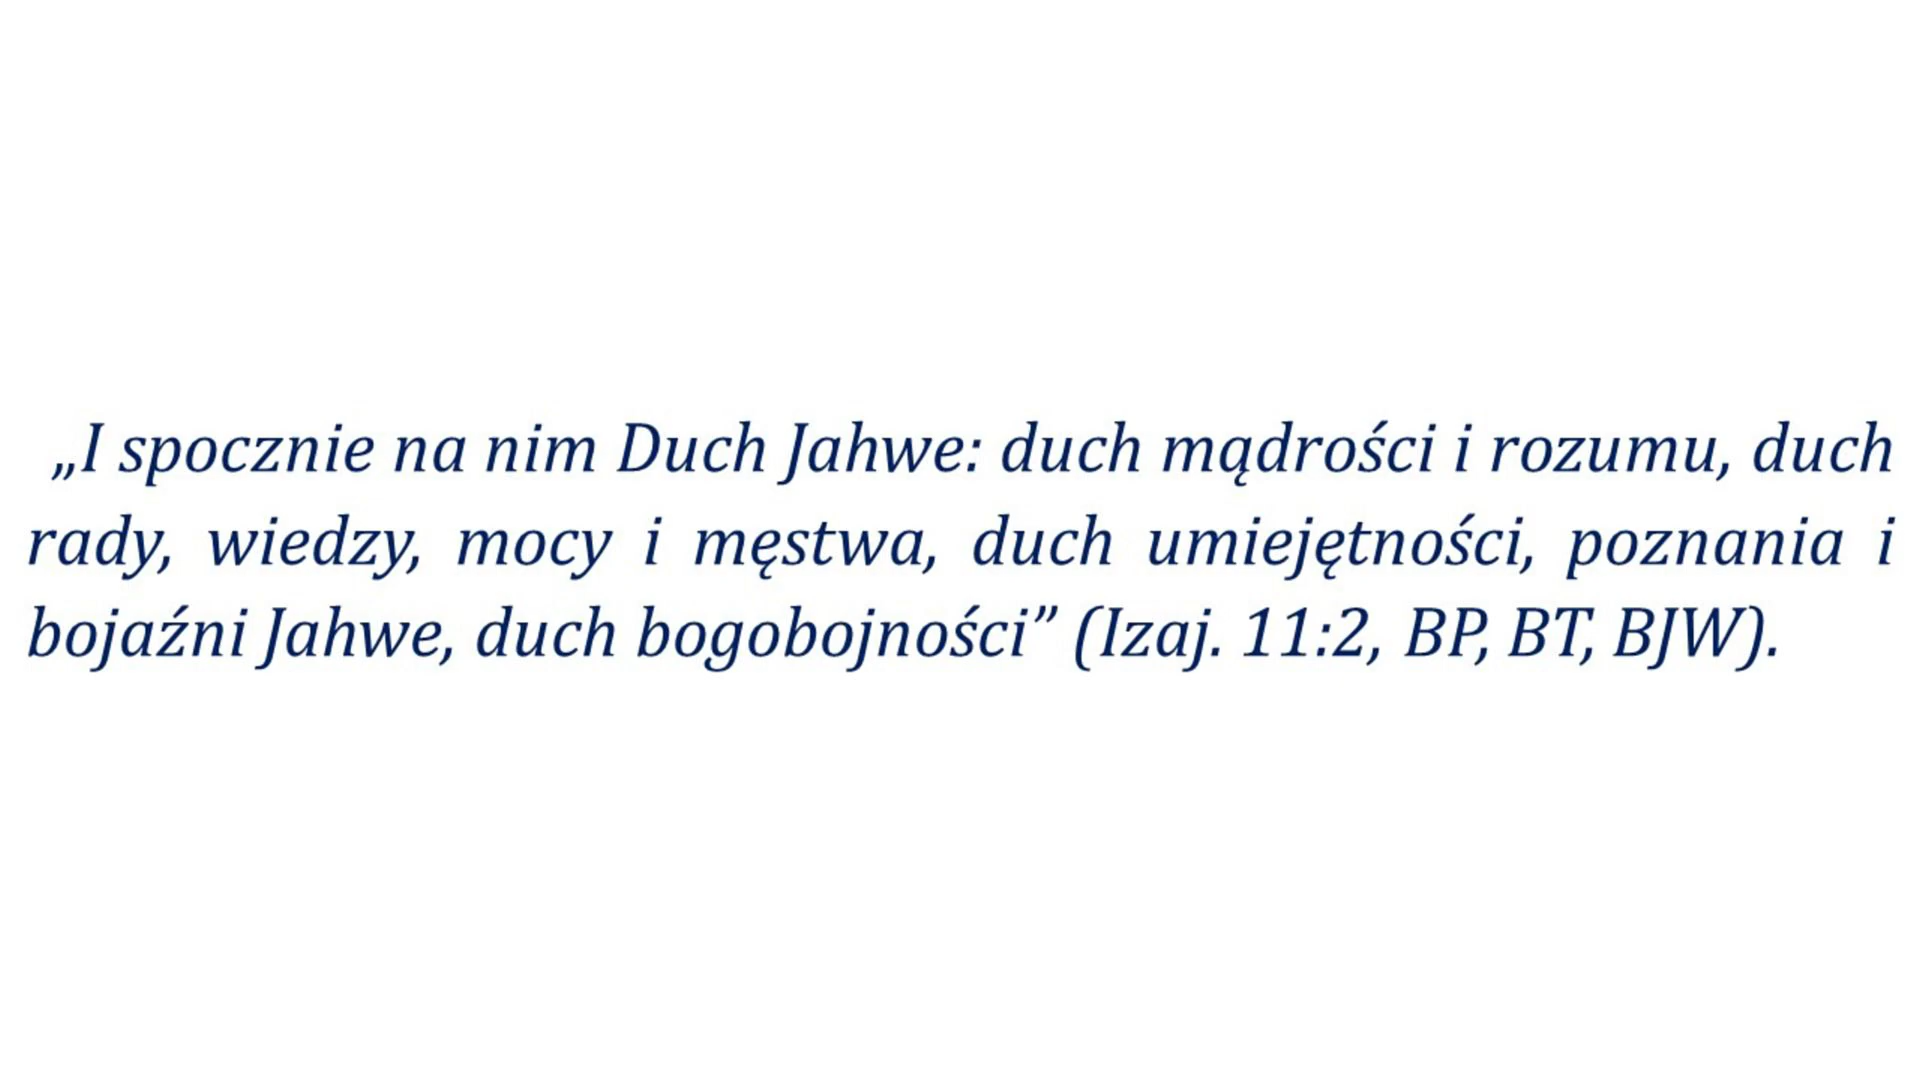 „I spocznie na nim Duch Jahwe: duch mądrości i rozumu, duch
rady, wiedzy, mocy i męstwa, duch umiejętności, poznania i
bojaźni Jahwe, duch bogobojności” (Izaj. 11:2, BP, BT, BJW).